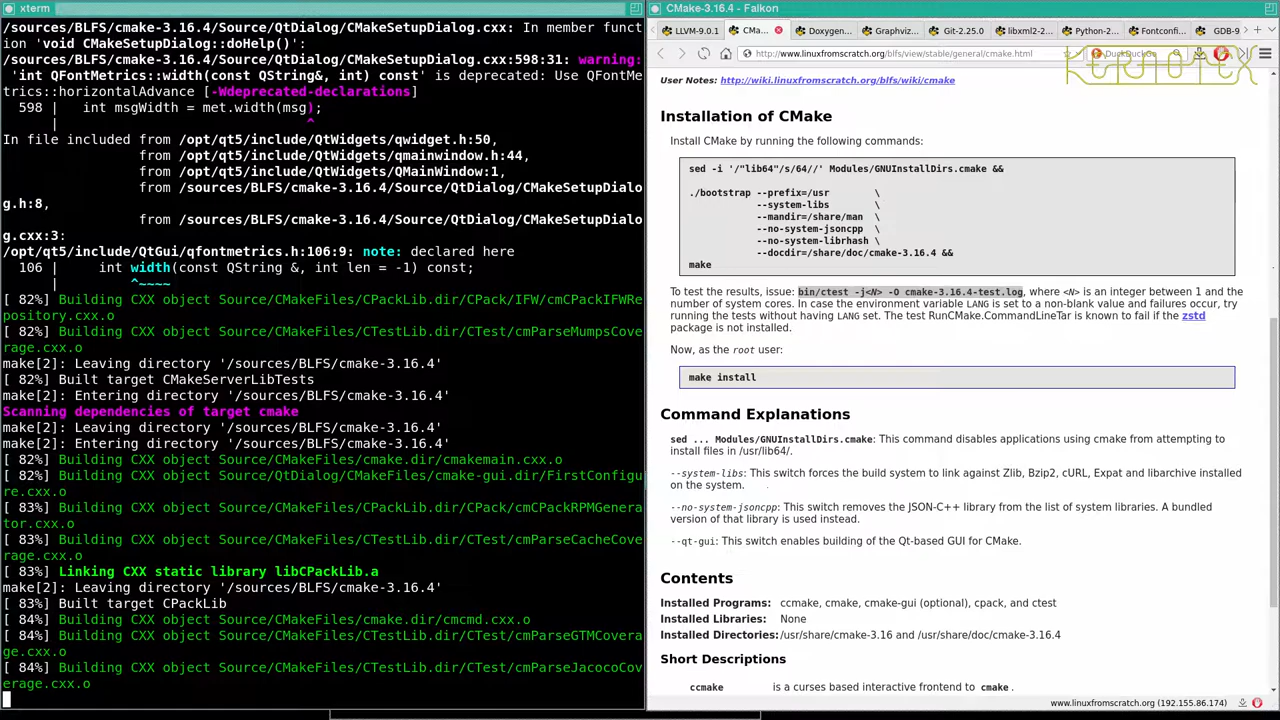 xterm
/sources/BLFS/cmake-3.16.4/Source/QtDialog/CMakeSetupDialog.cxx: In member funct
ion 'void CMakeSetupDialog::doHelp()':
/sources/BLFS/cmake-3.16.4/Source/QtDialog/CMakeSetupDialog.cxx:598:31: warning:
'int QFontMetrics::width(const QString&, int) const' is deprecated: Use QFontMe
trics::horizontalAdvance [-Wdeprecated-declarations]
598 | int msgWidth = met.width(msg);
| ^
In file included from /opt/qt5/include/QtWidgets/qwidget.h:50,
from /opt/qt5/include/QtWidgets/qmainwindow.h:44,
from /opt/qt5/include/QtWidgets/QMainWindow:1,
from /sources/BLFS/cmake-3.16.4/Source/QtDialog/CMakeSetupDialo
g.h:8,
from /sources/BLFS/cmake-3.16.4/Source/QtDialog/CMakeSetupDialo
g.cxx:3:
/opt/qt5/include/QtGui/qfontmetrics.h:106:9: note: declared here
106 | int width(const QString &, int len = -1) const;
| ^~~~~
[ 82%] Building CXX object Source/CMakeFiles/CPackLib.dir/CPack/IFW/cmCPackIFWRe
pository.cxx.o
[ 82%] Building CXX object Source/CMakeFiles/CTestLib.dir/CTest/cmParseMumpsCove
rage.cxx.o
make[2]: Leaving directory '/sources/BLFS/cmake-3.16.4'
[ 82%] Built target CMakeServerLibTests
make[2]: Entering directory '/sources/BLFS/cmake-3.16.4'
Scanning dependencies of target cmake
make[2]: Leaving directory '/sources/BLFS/cmake-3.16.4'
make[2]: Entering directory '/sources/BLFS/cmake-3.16.4'
[ 82%] Building CXX object Source/CMakeFiles/cmake.dir/cmakemain.cxx.o
[ 82%] Building CXX object Source/QtDialog/CMakeFiles/cmake-gui.dir/FirstConfigu
re.cxx.o
[ 83%] Building CXX object Source/CMakeFiles/CPackLib.dir/CPack/cmCPackRPMGenera
tor.cxx.o
[ 83%] Building CXX object Source/CMakeFiles/CTestLib.dir/CTest/cmParseCacheCove
rage.cxx.o
[ 83%] Linking CXX static library libCPackLib.a
make[2]: Leaving directory '/sources/BLFS/cmake-3.16.4'
[ 83%] Built target CPackLib
[ 84%] Building CXX object Source/CMakeFiles/cmake.dir/cmcmd.cxx.o
[ 84%] Building CXX object Source/CMakeFiles/CTestLib.dir/CTest/cmParseGTMCovera
ge.cxx.o
[ 84%] Building CXX object Source/CMakeFiles/CTestLib.dir/CTest/cmParseJacocoCov
erage.cxx.o
CMake-3.16.4 - Falkon
LLVM-9.0.1 CMa... Doxygen... Graphviz... Git-2.25.0 libxml2-2... Python-2... Fontconfi... GDB-9
http://www.linuxfromscratch.org/blfs/view/stable/general/cmake.html DuckDuckGo
KERNOTEX
User Notes: http://wiki.linuxfromscratch.org/blfs/wiki/cmake
Installation of CMake
Install CMake by running the following commands:
sed -i '/"lib64"/s/64//' Modules/GNUInstallDirs.cmake &&
./bootstrap --prefix=/usr \
--system-libs \
--mandir=/share/man \
--no-system-jsoncpp \
--no-system-librhash \
--docdir=/share/doc/cmake-3.16.4 &&
make
To test the results, issue: bin/ctest -j<N> -O cmake-3.16.4-test.log, where <N> is an integer between 1 and the
number of system cores. In case the environment variable LANG is set to a non-blank value and failures occur, try
running the tests without having LANG set. The test RunCMake.CommandLineTar is known to fail if the zstd
package is not installed.
Now, as the root user:
make install
Command Explanations
sed ... Modules/GNUInstallDirs.cmake: This command disables applications using cmake from attempting to
install files in /usr/lib64/.
--system-libs: This switch forces the build system to link against Zlib, Bzip2, cURL, Expat and libarchive installed
on the system.
--no-system-jsoncpp: This switch removes the JSON-C++ library from the list of system libraries. A bundled
version of that library is used instead.
--qt-gui: This switch enables building of the Qt-based GUI for CMake.
Contents
Installed Programs: ccmake, cmake, cmake-gui (optional), cpack, and ctest
Installed Libraries: None
Installed Directories: /usr/share/cmake-3.16 and /usr/share/doc/cmake-3.16.4
Short Descriptions
ccmake is a curses based interactive frontend to cmake.
www.linuxfromscratch.org (192.155.86.174)